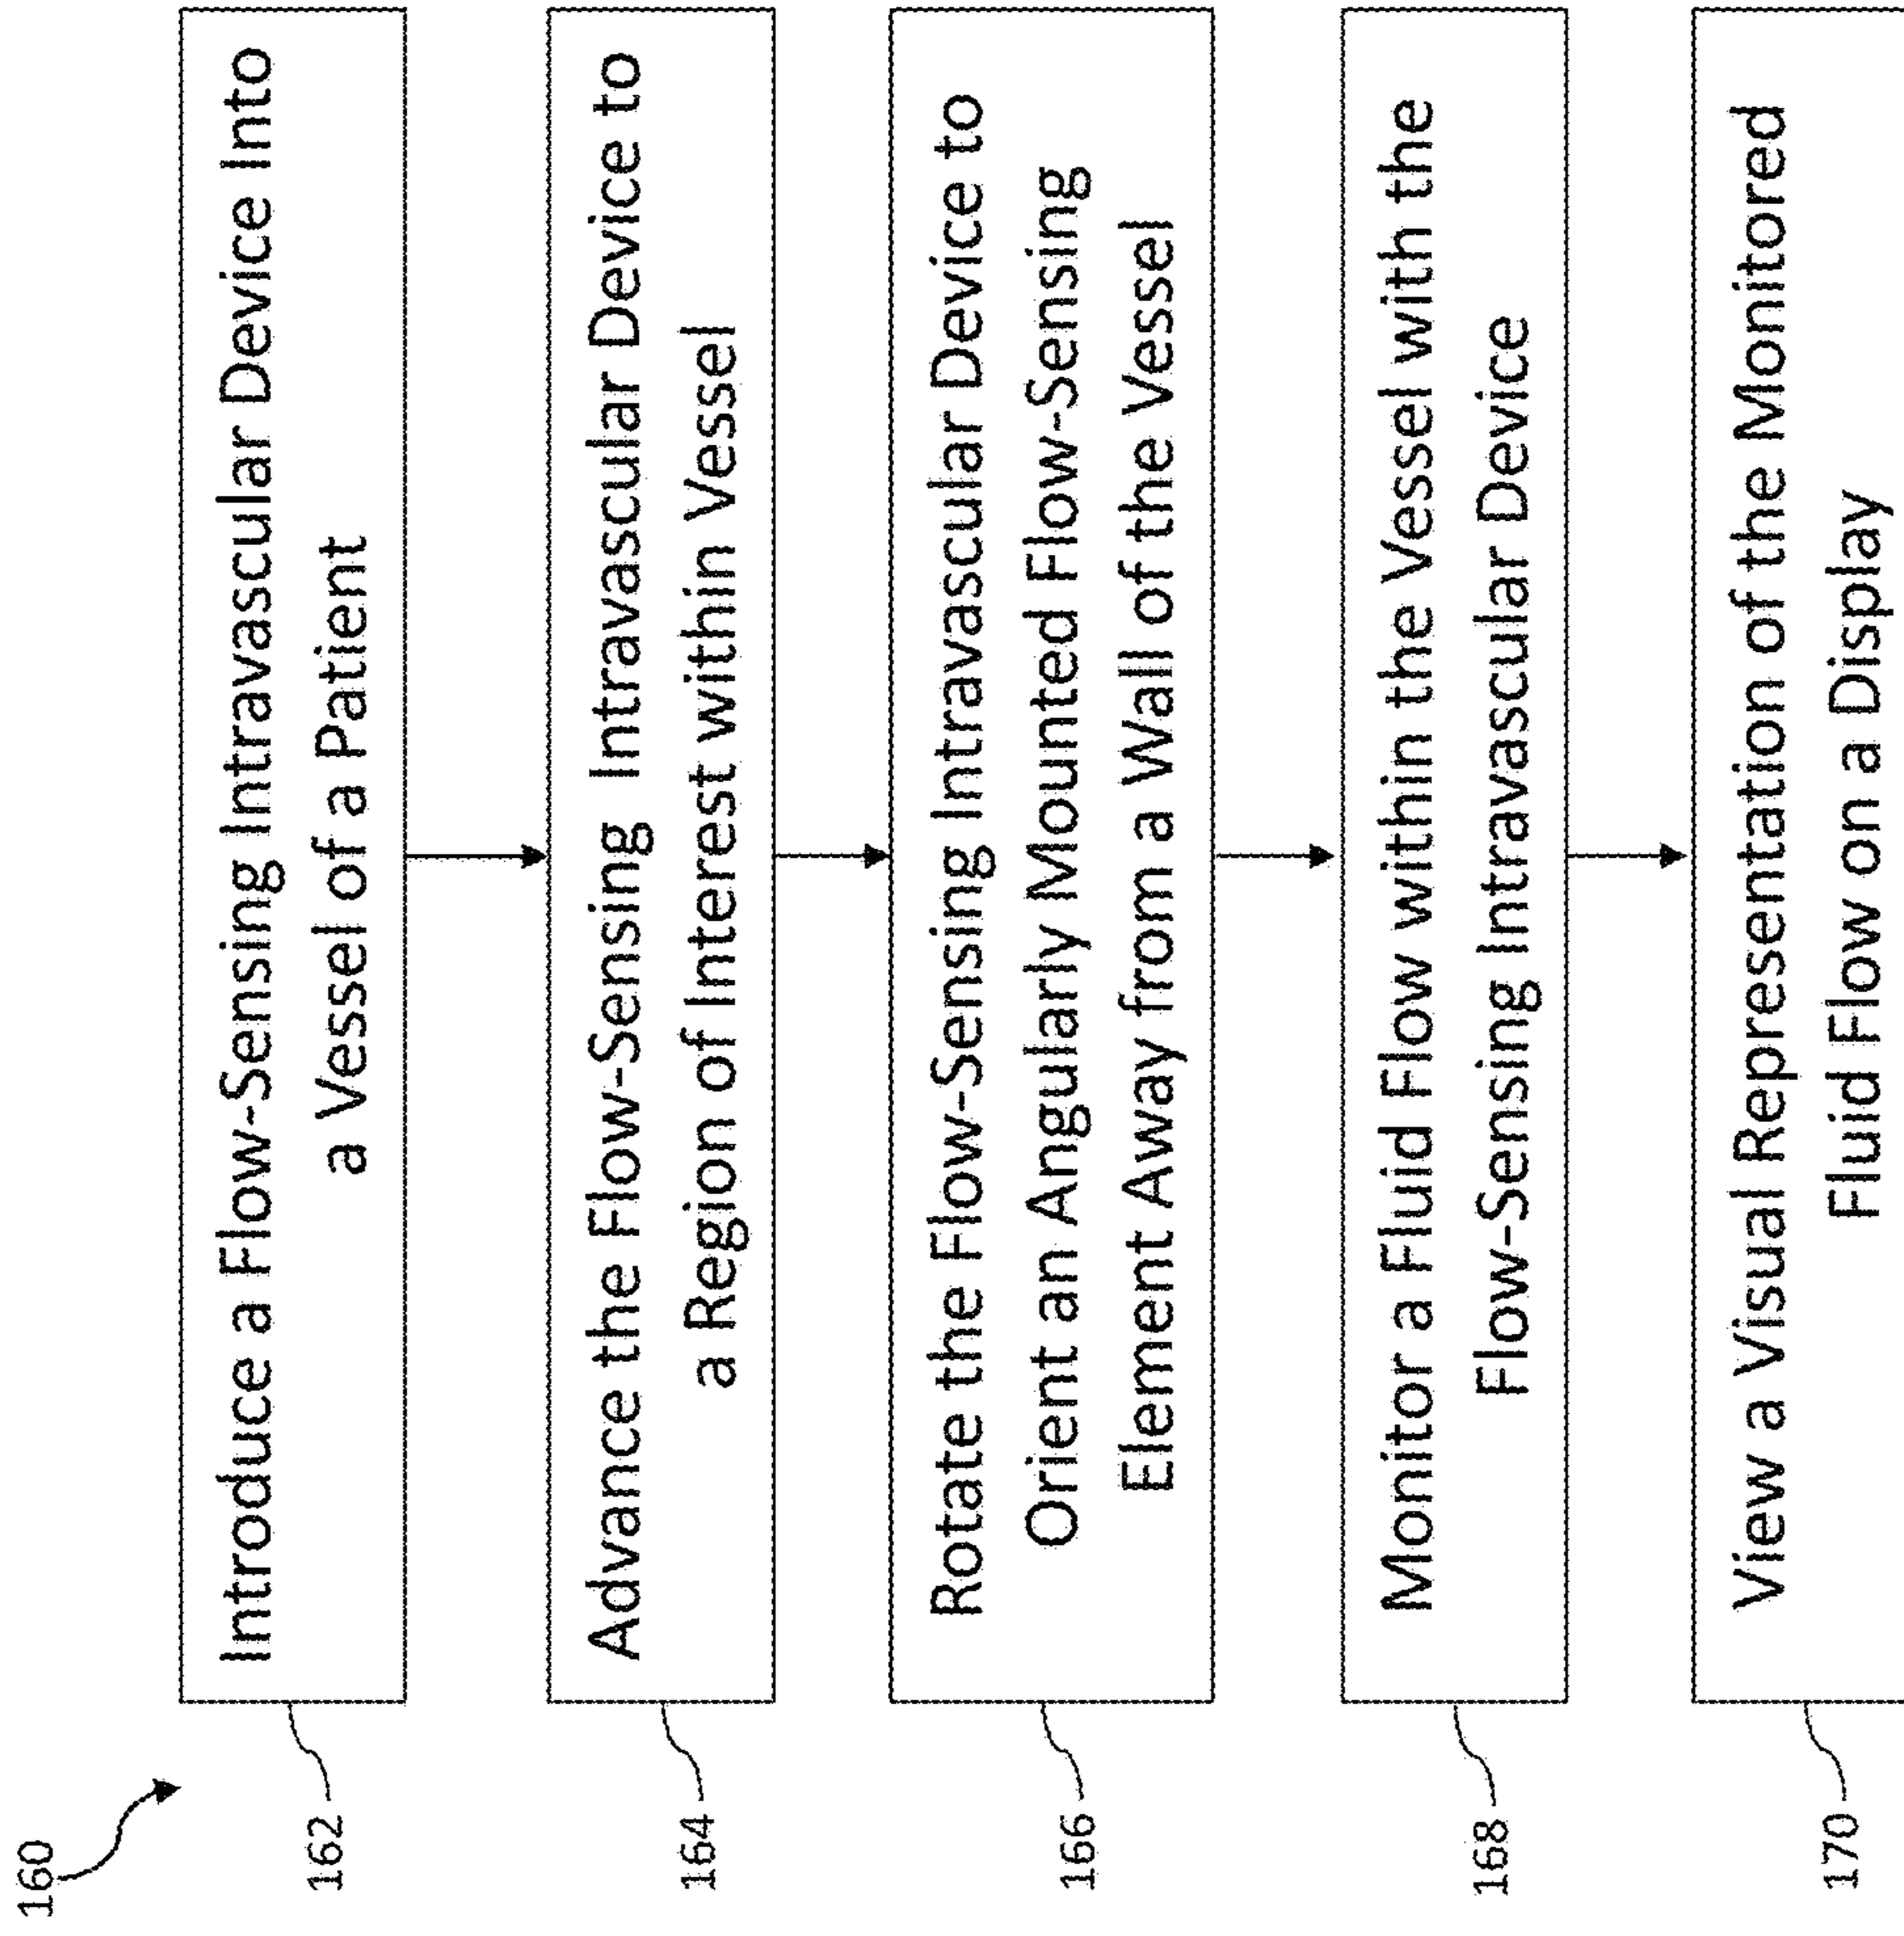 160
162
Introduce a Flow-Sensing Intravascular Device Into
a Vessel of a Patient
164
Advance the Flow-Sensing Intravascular Device to
a Region of Interest within Vessel
166
Rotate the Flow-Sensing Intravascular Device to
Orient an Angularly Mounted Flow-Sensing
Element Away from a Wall of the Vessel
168
Monitor a Fluid Flow within the Vessel with the
Flow-Sensing Intravascular Device
170
View a Visual Representation of the Monitored
Fluid Flow on a Display